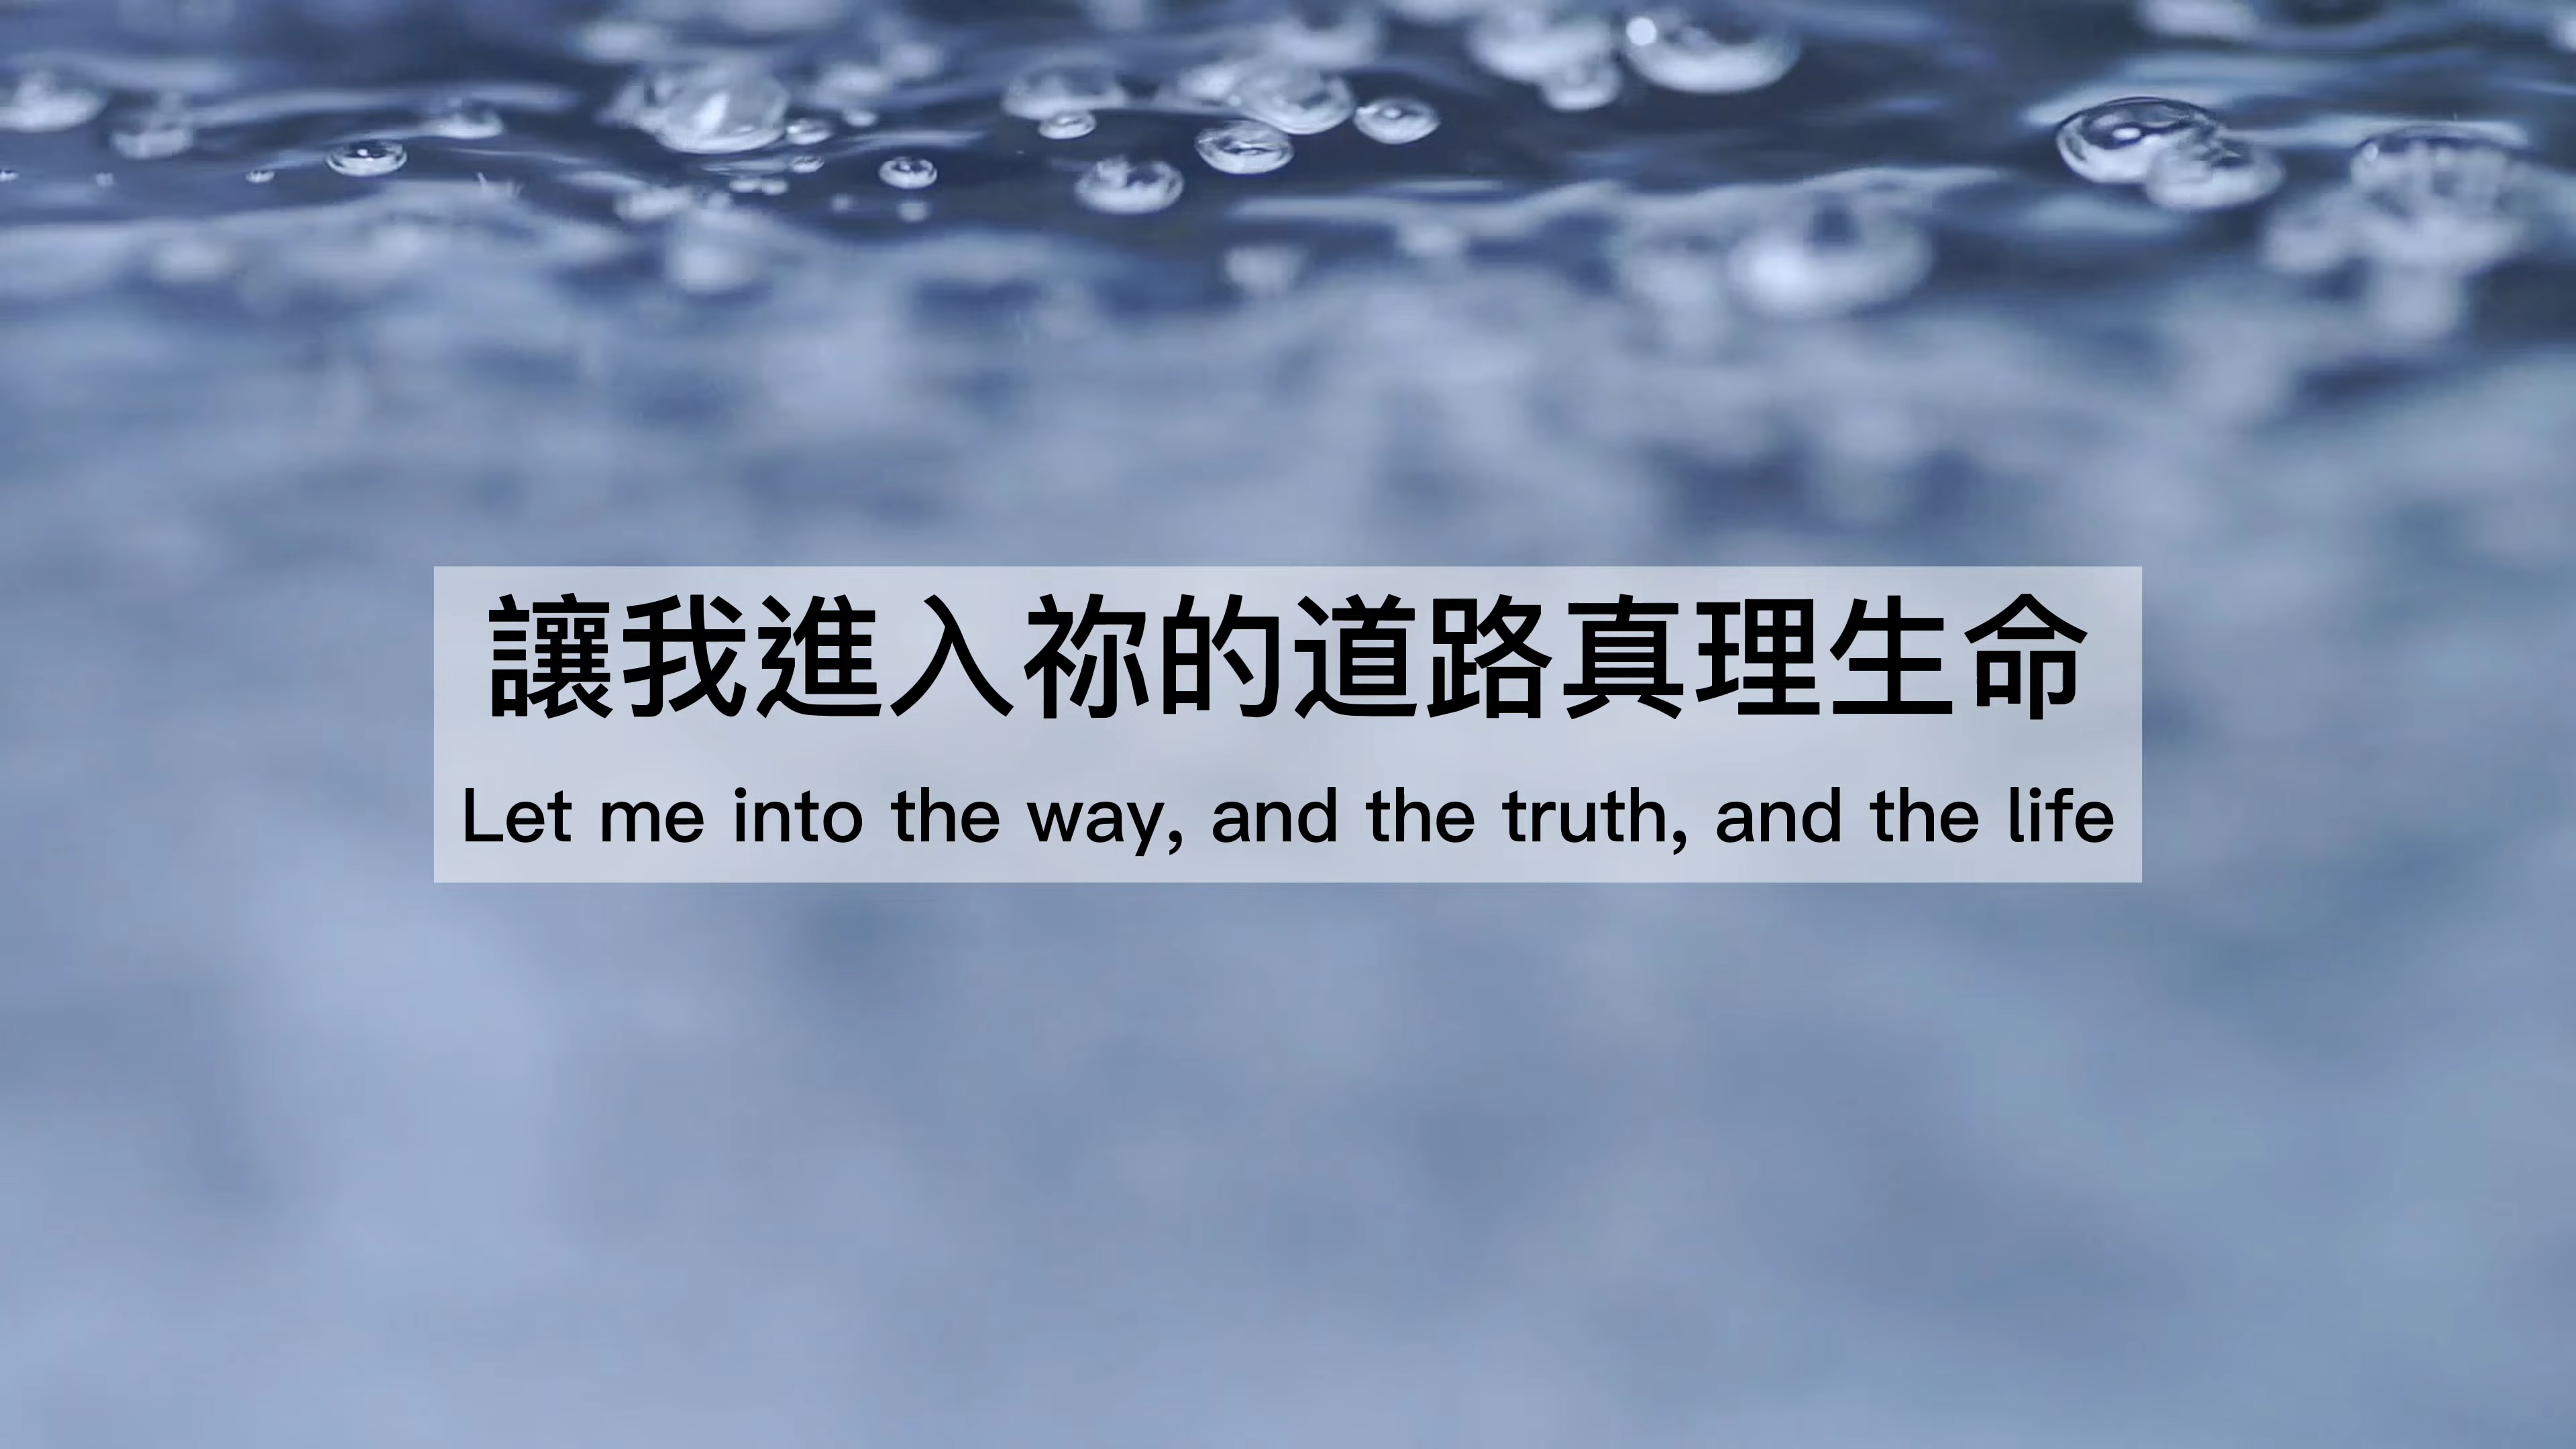 讓我進入祢的道路真理生命
Let me into the way, and the truth, and the life